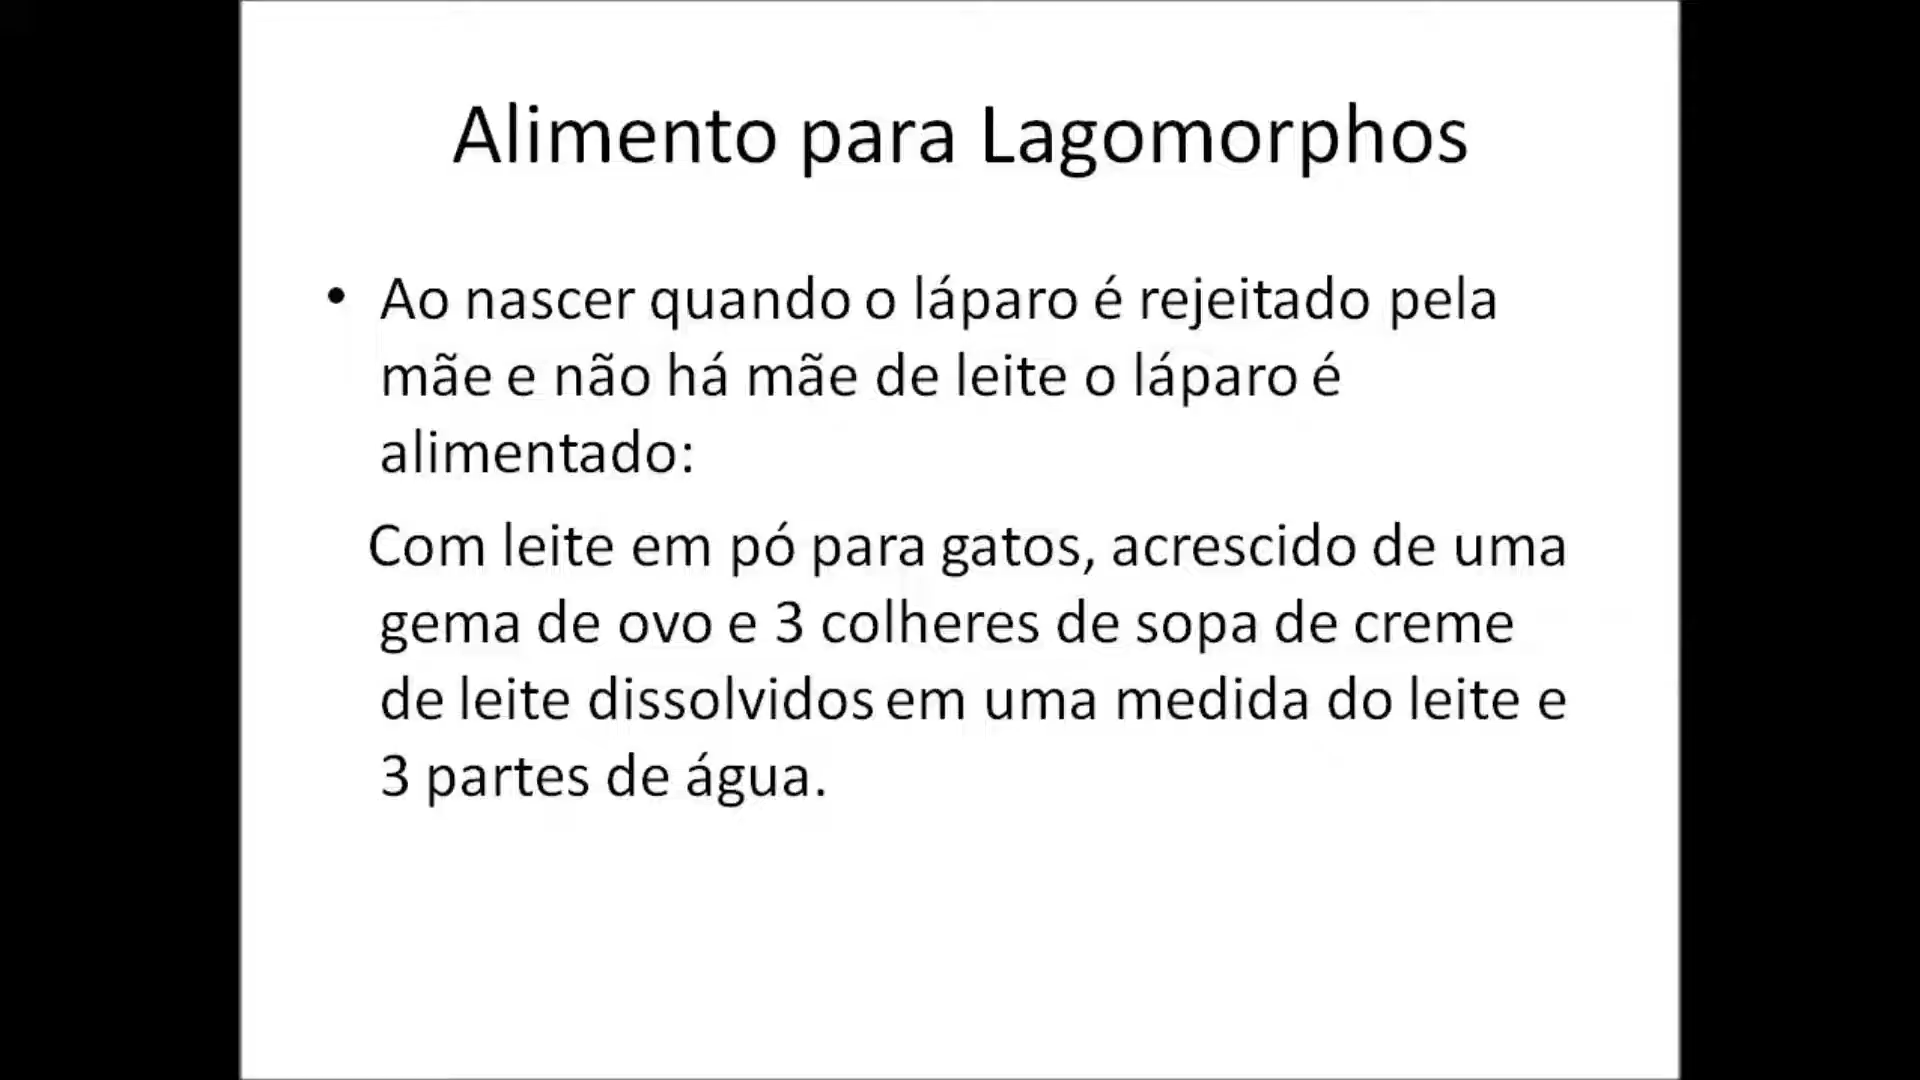 Alimento para Lagomorphos
• Ao nascer quando o láparo é rejeitado pela
mãe e não há mãe de leite o láparo é
alimentado:
Com leite em pó para gatos, acrescido de uma
gema de ovo e 3 colheres de sopa de creme
de leite dissolvidos em uma medida do leite e
3 partes de água.